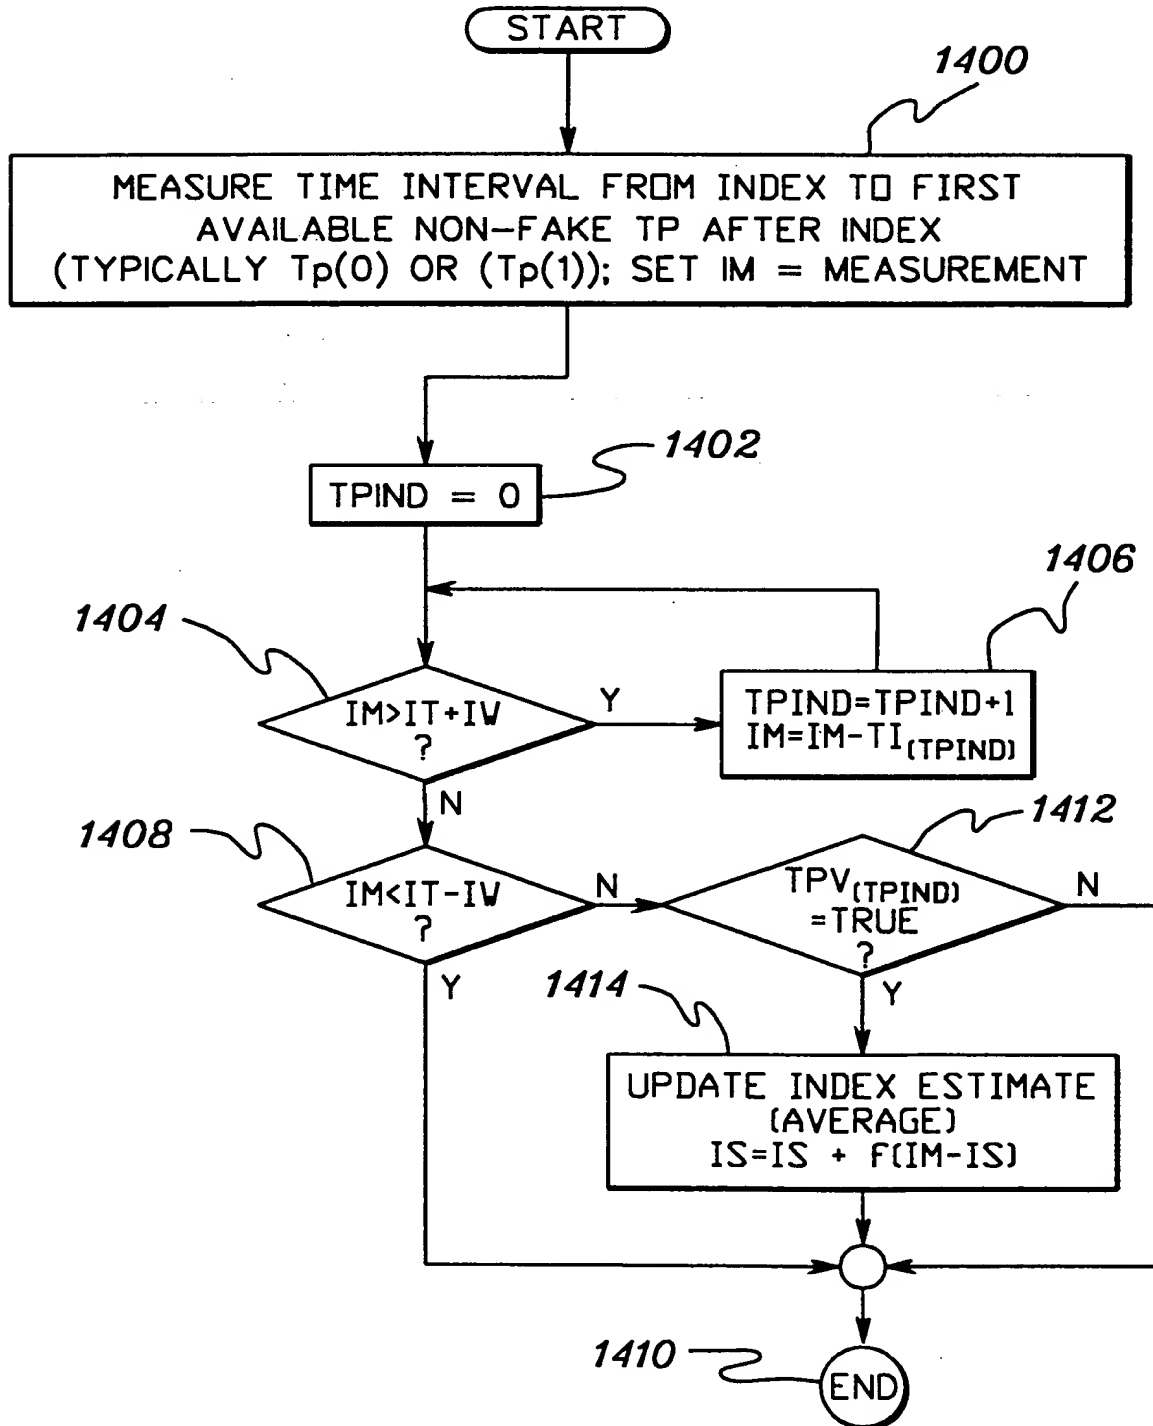 START
1400
MEASURE TIME INTERVAL FROM INDEX TO FIRST
AVAILABLE NON-FAKE TP AFTER INDEX
(TYPICALLY Tp(0) OR (Tp(1)); SET IM = MEASUREMENT
1402
TPIND = 0
1406
1404
IM>IT+IW
?
Y
TPIND=TPIND+1
IM=IM-TI(TPIND)
N
1408
1412
IM<IT-IW
?
N
TPV(TPIND)
=TRUE
?
N
Y
Y
1414
UPDATE INDEX ESTIMATE
(AVERAGE)
IS=IS + F(IM-IS)
1410
END